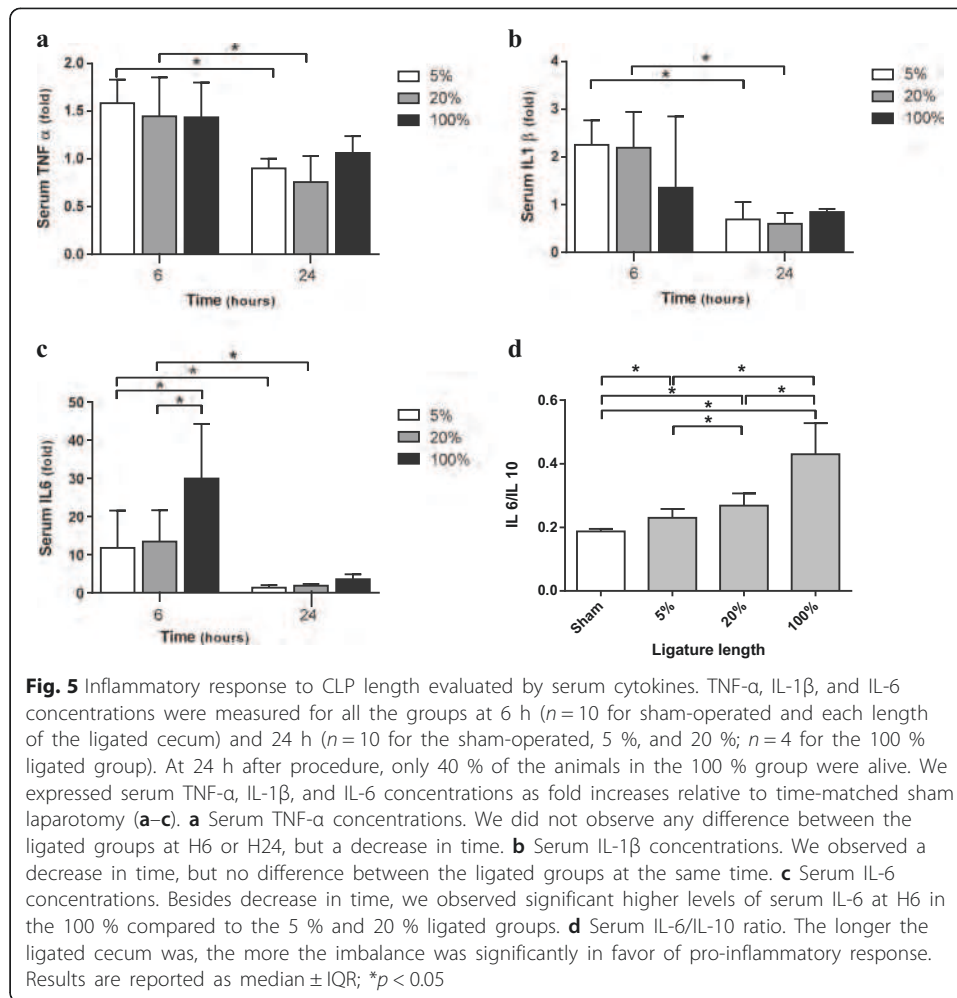 a
*
*
2.0
1.5
1.0
0.5
0.0
Serum TNF α (fold)
6
24
Time (hours)
5%
20%
100%
b
*
*
4
3
2
1
0
Serum IL1 β (fold)
6
24
Time (hours)
5%
20%
100%
c
*
*
*
*
50
40
30
20
10
0
Serum IL6 (fold)
6
24
Time (hours)
5%
20%
100%
d
*
*
*
*
*
*
0.6
0.4
0.2
0.0
IL 6/IL 10
Sham
5%
20%
100%
Ligature length
Fig. 5 Inflammatory response to CLP length evaluated by serum cytokines. TNF-α, IL-1β, and IL-6
concentrations were measured for all the groups at 6 h (n = 10 for sham-operated and each length
of the ligated cecum) and 24 h (n = 10 for the sham-operated, 5 %, and 20 %; n = 4 for the 100 %
ligated group). At 24 h after procedure, only 40 % of the animals in the 100 % group were alive. We
expressed serum TNF-α, IL-1β, and IL-6 concentrations as fold increases relative to time-matched sham
laparotomy (a–c). a Serum TNF-α concentrations. We did not observe any difference between the
ligated groups at H6 or H24, but a decrease in time. b Serum IL-1β concentrations. We observed a
decrease in time, but no difference between the ligated groups at the same time. c Serum IL-6
concentrations. Besides decrease in time, we observed significant higher levels of serum IL-6 at H6 in
the 100 % compared to the 5 % and 20 % ligated groups. d Serum IL-6/IL-10 ratio. The longer the
ligated cecum was, the more the imbalance was significantly in favor of pro-inflammatory response.
Results are reported as median ± IQR; *p < 0.05